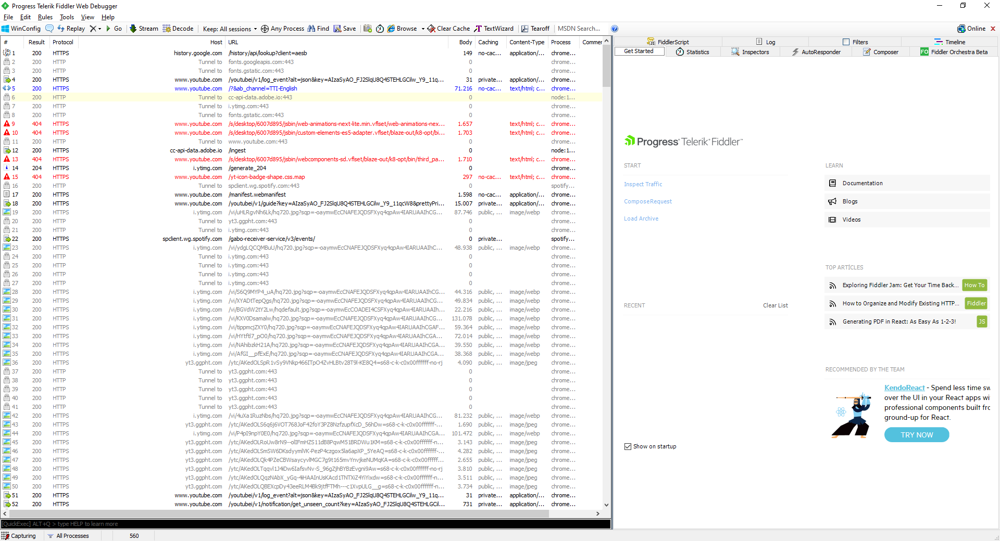 Progress Telerik Fiddler Web Debugger
File Edit Rules Tools View Help
WinConfig Replay Go Stream Decode Keep: All sessions Any Process Find Save Browse Clear Cache TextWizard Tearoff MSDN Search... Online
# Result Protocol Host URL Body Caching Content-Type Process Commer
1 200 HTTPS history.google.com /history/api/lookup?client=aesb 149 no-cac... application/... chrome...
2 200 HTTP Tunnel to fonts.googleapis.com:443 0 chrome...
3 200 HTTP Tunnel to fonts.gstatic.com:443 0 chrome...
4 200 HTTPS www.youtube.com /youtubei/v1/log_event?alt=json&key=AIzaSyAO_FJ2SlqU8Q4STEHLGCilw_Y9_11q... 31 private... application/... chrome...
5 200 HTTPS www.youtube.com /?&ab_channel=TTI-English 71.216 no-cac... text/html; c... chrome...
6 200 HTTP Tunnel to cc-api-data.adobe.io:443 0 node:1...
7 200 HTTP Tunnel to i.ytimg.com:443 0 chrome...
8 200 HTTP Tunnel to fonts.gstatic.com:443 0 chrome...
9 404 HTTPS www.youtube.com /s/desktop/6007d895/jsbin/web-animations-next-lite.min.vflset/web-animations-nex... 1.657 text/html; c... chrome...
10 404 HTTPS www.youtube.com /s/desktop/6007d895/jsbin/custom-elements-es5-adapter.vflset/blaze-out/k8-opt/bi... 1.703 text/html; c... chrome...
11 200 HTTP Tunnel to www.youtube.com:443 0 chrome...
12 200 HTTPS cc-api-data.adobe.io /ingest 0 node:1...
13 404 HTTPS www.youtube.com /s/desktop/6007d895/jsbin/webcomponents-sd.vflset/blaze-out/k8-opt/bin/third_pa... 1.710 text/html; c... chrome...
14 204 HTTPS i.ytimg.com /generate_204 0 chrome...
15 404 HTTPS www.youtube.com /yt-icon-badge-shape.css.map 297 no-cac... text/html; c... chrome...
16 200 HTTP Tunnel to spclient.wg.spotify.com:443 0 spotify...
17 200 HTTPS www.youtube.com /manifest.webmanifest 1.598 no-cac... application/... chrome...
18 200 HTTPS www.youtube.com /youtubei/v1/guide?key=AIzaSyAO_FJ2SlqU8Q4STEHLGCilw_Y9_11qcW8&prettyPri... 15.007 private... application/... chrome...
19 200 HTTPS i.ytimg.com /vi/uHLRgvNh6Lk/hq720.jpg?sqp=-oaymwEcCNAFEJQDSFXyq4qpAw4IARUAAIhCG... 87.746 public, ... image/webp chrome...
20 200 HTTP Tunnel to yt3.ggpht.com:443 0 chrome...
21 200 HTTP Tunnel to i.ytimg.com:443 0 chrome...
22 200 HTTPS spclient.wg.spotify.com /gabo-receiver-service/v3/events/ 0 private... spotify...
23 200 HTTPS i.ytimg.com /vi/ydgLQCQMBuU/hq720.jpg?sqp=-oaymwEcCNAFEJQDSFXyq4qpAw4IARUAAIhC... 48.938 public, ... image/webp chrome...
24 200 HTTP Tunnel to i.ytimg.com:443 0 chrome...
25 200 HTTP Tunnel to i.ytimg.com:443 0 chrome...
26 200 HTTP Tunnel to i.ytimg.com:443 0 chrome...
27 200 HTTP Tunnel to i.ytimg.com:443 0 chrome...
28 200 HTTPS i.ytimg.com /vi/S6Q9MYP4_uA/hq720.jpg?sqp=-oaymwEcCNAFEJQDSFXyq4qpAw4IARUAAIhCGA... 44.316 public, ... image/webp chrome...
29 200 HTTPS i.ytimg.com /vi/XYADtTepQgs/hq720.jpg?sqp=-oaymwEcCNAFEJQDSFXyq4qpAw4IARUAAIhCGA... 49.834 public, ... image/webp chrome...
30 200 HTTPS i.ytimg.com /vi/BGVdW2tY2Lw/hqdefault.jpg?sqp=-oaymwEcCOADEI4CSFXyq4qpAw4IARUAAIh... 22.216 public, ... image/webp chrome...
31 200 HTTPS i.ytimg.com /vi/KXV0Dsamalw/hq720.jpg?sqp=-oaymwEcCNAFEJQDSFXyq4qpAw4IARUAAIhCG... 131.078 public, ... image/webp chrome...
32 200 HTTPS i.ytimg.com /vi/tippmcjZXY0/hq720.jpg?sqp=-oaymwEcCNAFEJQDSFXyq4qpAw4IARUAAIhCGAF... 59.364 public, ... image/webp chrome...
33 200 HTTPS i.ytimg.com /vi/HYtftl7_pO0/hq720.jpg?sqp=-oaymwEcCNAFEJQDSFXyq4qpAw4IARUAAIhCGA... 72.014 public, ... image/webp chrome...
34 200 HTTPS i.ytimg.com /vi/NAhibzkH21A/hq720.jpg?sqp=-oaymwEcCNAFEJQDSFXyq4qpAw4IARUAAIhCGA... 39.550 public, ... image/webp chrome...
35 200 HTTPS i.ytimg.com /vi/AfGI__pfExE/hq720.jpg?sqp=-oaymwEcCNAFEJQDSFXyq4qpAw4IARUAAIhCGA... 38.368 public, ... image/webp chrome...
36 200 HTTPS yt3.ggpht.com /ytc/AKedOLSpR1vSy9VNkp466ITpO4ZvHLBtv28T9l-KE8Q4=s68-c-k-c0x00ffffff-no-rj 4.090 public, ... image/jpeg chrome...
37 200 HTTP Tunnel to yt3.ggpht.com:443 0 chrome...
38 200 HTTP Tunnel to yt3.ggpht.com:443 0 chrome...
39 200 HTTP Tunnel to yt3.ggpht.com:443 0 chrome...
40 200 HTTP Tunnel to yt3.ggpht.com:443 0 chrome...
41 200 HTTP Tunnel to yt3.ggpht.com:443 0 chrome...
42 200 HTTPS i.ytimg.com /vi/4uXa1RuzNbs/hq720.jpg?sqp=-oaymwEcCNAFEJQDSFXyq4qpAw4IARUAAIhCG... 81.232 public, ... image/webp chrome...
43 200 HTTPS yt3.ggpht.com /ytc/AKedOLS6q6j6VOT768JoF42foY3PZ8NzfzupfXcD_56hDw=s68-c-k-c0x00ffffff-... 1.690 public, ... image/jpeg chrome...
44 200 HTTPS i.ytimg.com /vi/P4pI9npY0E0/hq720.jpg?sqp=-oaymwEcCNAFEJQDSFXyq4qpAw4IARUAAIhCGA... 101.472 public, ... image/webp chrome...
45 200 HTTPS yt3.ggpht.com /ytc/AKedOLRoUw8rN9--olIFmHZS11dB8PqwM51BRDWu1KM=s68-c-k-c0x00ffffff-n... 3.143 public, ... image/jpeg chrome...
46 200 HTTPS yt3.ggpht.com /ytc/AKedOLSmSW6DKsdyymlVK-PezP4czgox5la6apXP_5YeAQ=s68-c-k-c0x00ffffff-... 4.282 public, ... image/jpeg chrome...
47 200 HTTPS yt3.ggpht.com /ytc/AKedOLQk4PZeCBWsaycyvlMGC7g9t165mvYnvjkeNUMqKA=s68-c-k-c0x00fffff... 2.655 public, ... image/jpeg chrome...
48 200 HTTPS yt3.ggpht.com /ytc/AKedOLTqqvl1J4iDw6IafsvNv-S_96gZjhBYBzEvgni9Aw=s68-c-k-c0x00ffffff-no-rj 3.810 public, ... image/jpeg chrome...
49 200 HTTPS yt3.ggpht.com /ytc/AKedOLQqzNAbX_yGq-4iHAAInUsKAcd1TNTXiZ4YiYixdw=s68-c-k-c0x00ffffff-n... 3.511 public, ... image/jpeg chrome...
50 200 HTTPS yt3.ggpht.com /ytc/AKedOLQBEXcpDy43eeRLM4Bk9jtfFTMh---c1XvpULG__g=s68-c-k-c0x00ffffff-n... 3.734 public, ... image/jpeg chrome...
51 200 HTTPS www.youtube.com /youtubei/v1/log_event?alt=json&key=AIzaSyAO_FJ2SlqU8Q4STEHLGCilw_Y9_11q... 31 private... application/... chrome...
52 200 HTTPS www.youtube.com /youtubei/v1/notification/get_unseen_count?key=AIzaSyAO_FJ2SlqU8Q4STEHLGCil... 731 private... application/... chrome...
[QuickExec] ALT+Q > type HELP to learn more
Capturing All Processes 560
FiddlerScript Log Filters Timeline
Get Started Statistics Inspectors AutoResponder Composer FO Fiddler Orchestra Beta
Progress Telerik Fiddler™
START
Inspect Traffic
ComposeRequest
Load Archive
RECENT Clear List
Show on startup
LEARN
Documentation
Blogs
Videos
TOP ARTİCLES
Exploring Fiddler Jam: Get Your Time Back... How To
How to Organize and Modify Existing HTTP... Fiddler
Generating PDF in React: As Easy As 1-2-3! JS
RECOMMENDED BY THE TEAM
KendoReact - Spend less time sw
over the UI in your React apps wi
professional components built fro
ground-up for React.
TRY NOW